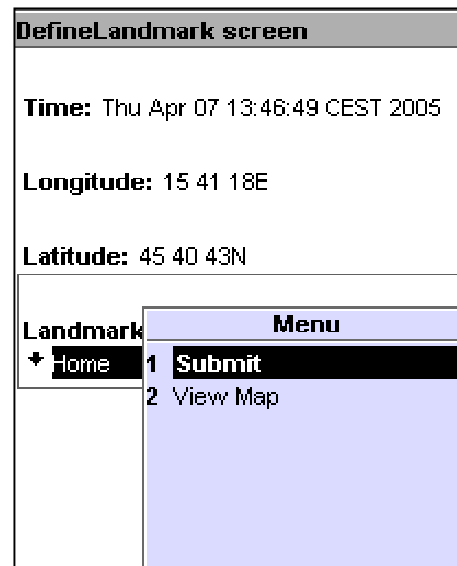 DefineLandmark screen
Time: Thu Apr 07 13:46:49 CEST 2005
Longitude: 15 41 18E
Latitude: 45 40 43N
Landmark
Home
Menu
1 Submit
2 View Map